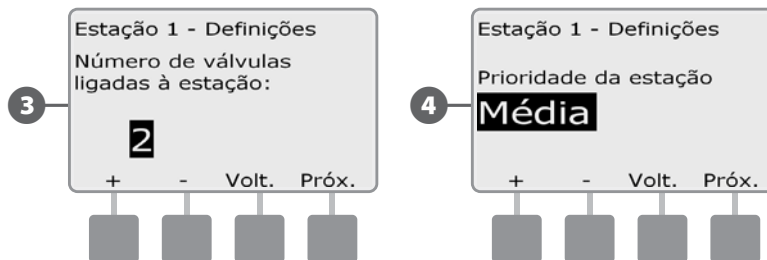 3
Estação 1 - Definições
Número de válvulas
ligadas à estação:
2
+ - Volt. Próx.
4
Estação 1 - Definições
Prioridade da estação
Média
+ - Volt. Próx.